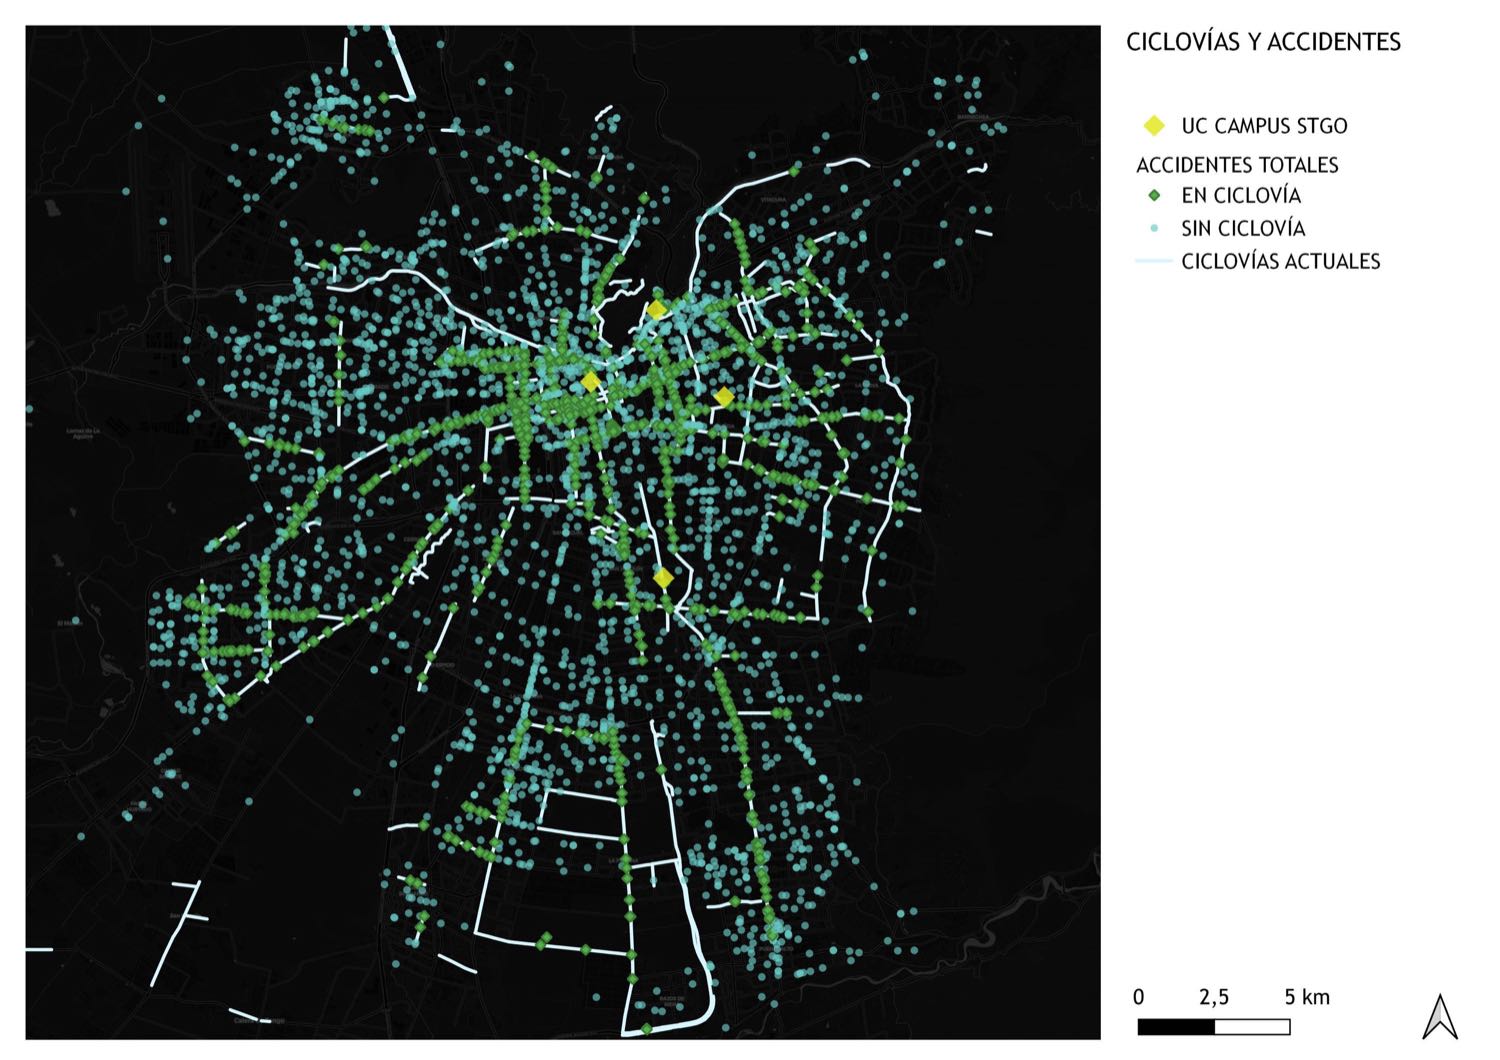 CICLOVÍAS Y ACCIDENTES
UC CAMPUS STGO
ACCIDENTES TOTALES
EN CICLOVÍA
SIN CICLOVÍA
CICLOVÍAS ACTUALES
0 2,5 5 km